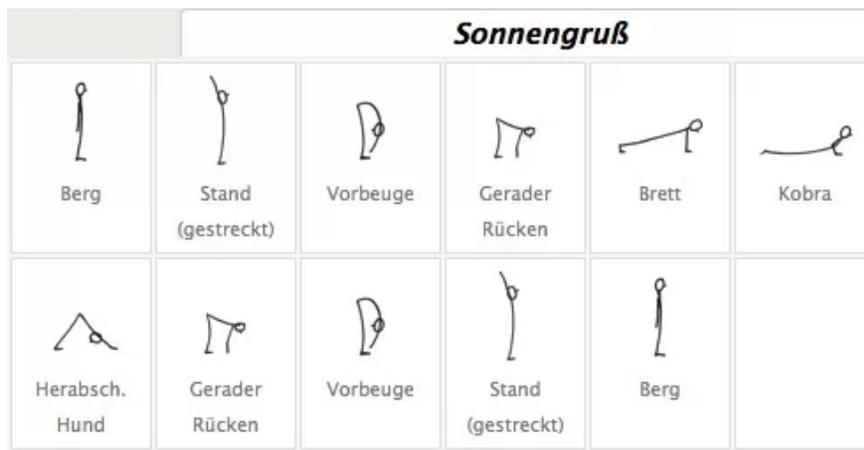 Sonnengruß
Berg
Stand
(gestreckt)
Vorbeuge
Gerader
Rücken
Brett
Kobra
Herabsch.
Hund
Gerader
Rücken
Vorbeuge
Stand
(gestreckt)
Berg